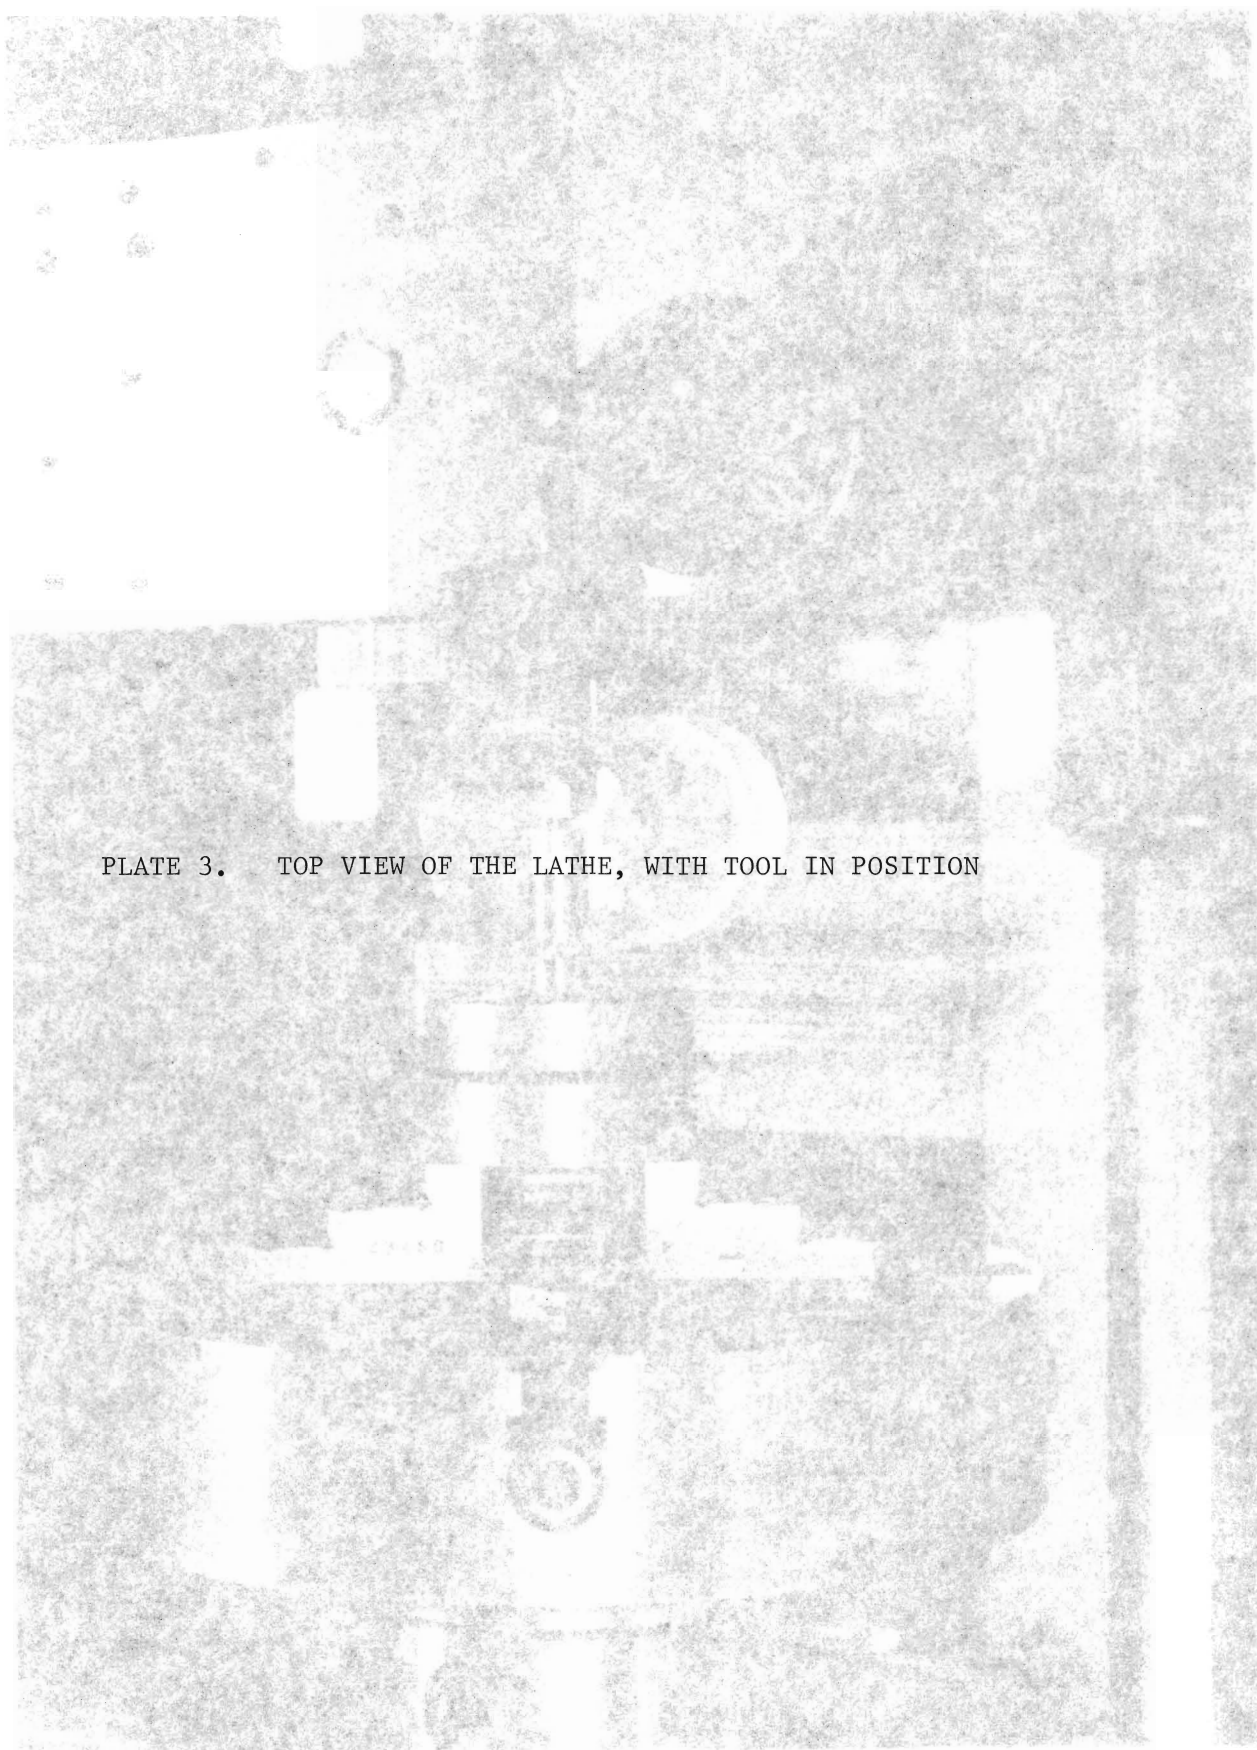 PLATE 3. TOP VIEW OF THE LATHE, WITH TOOL IN POSITION